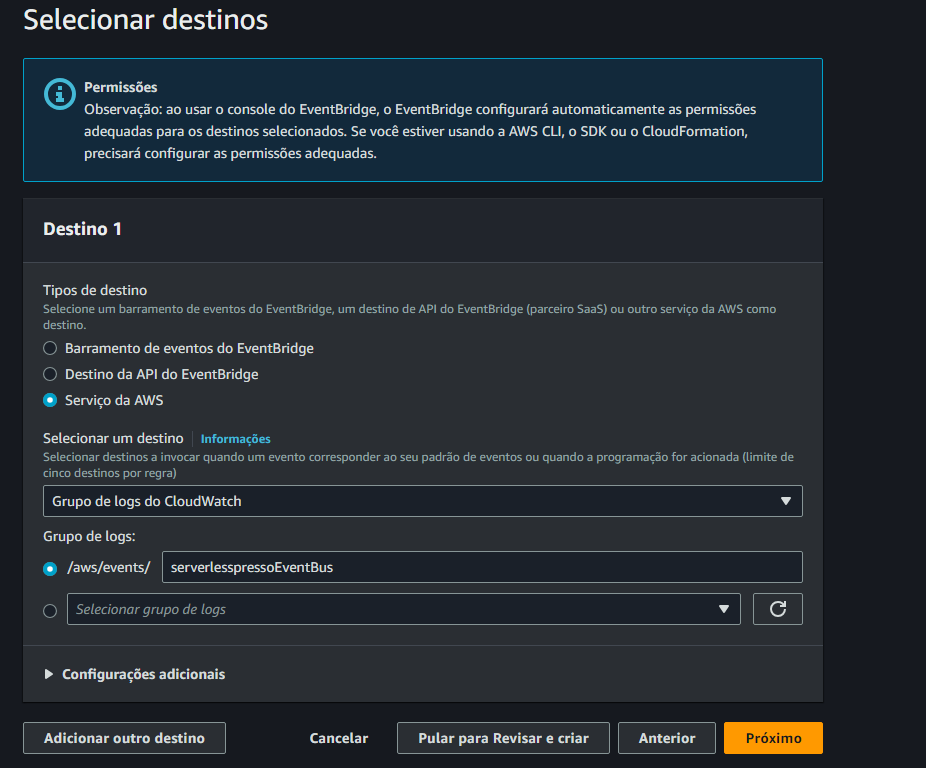 Selecionar destinos
Permissões
Observação: ao usar o console do EventBridge, o EventBridge configurará automaticamente as permissões
adequadas para os destinos selecionados. Se você estiver usando a AWS CLI, o SDK ou o CloudFormation,
precisará configurar as permissões adequadas.
Destino 1
Tipos de destino
Selecione um barramento de eventos do EventBridge, um destino de API do EventBridge (parceiro SaaS) ou outro serviço da AWS como
destino.
Barramento de eventos do EventBridge
Destino da API do EventBridge
Serviço da AWS
Selecionar um destino Informações
Selecionar destinos a invocar quando um evento corresponder ao seu padrão de eventos ou quando a programação for acionada (limite de
cinco destinos por regra)
Grupo de logs do CloudWatch
Grupo de logs:
/aws/events/ serverlesspressoEventBus
Selecionar grupo de logs
Configurações adicionais
Adicionar outro destino Cancelar Pular para Revisar e criar Anterior Próximo